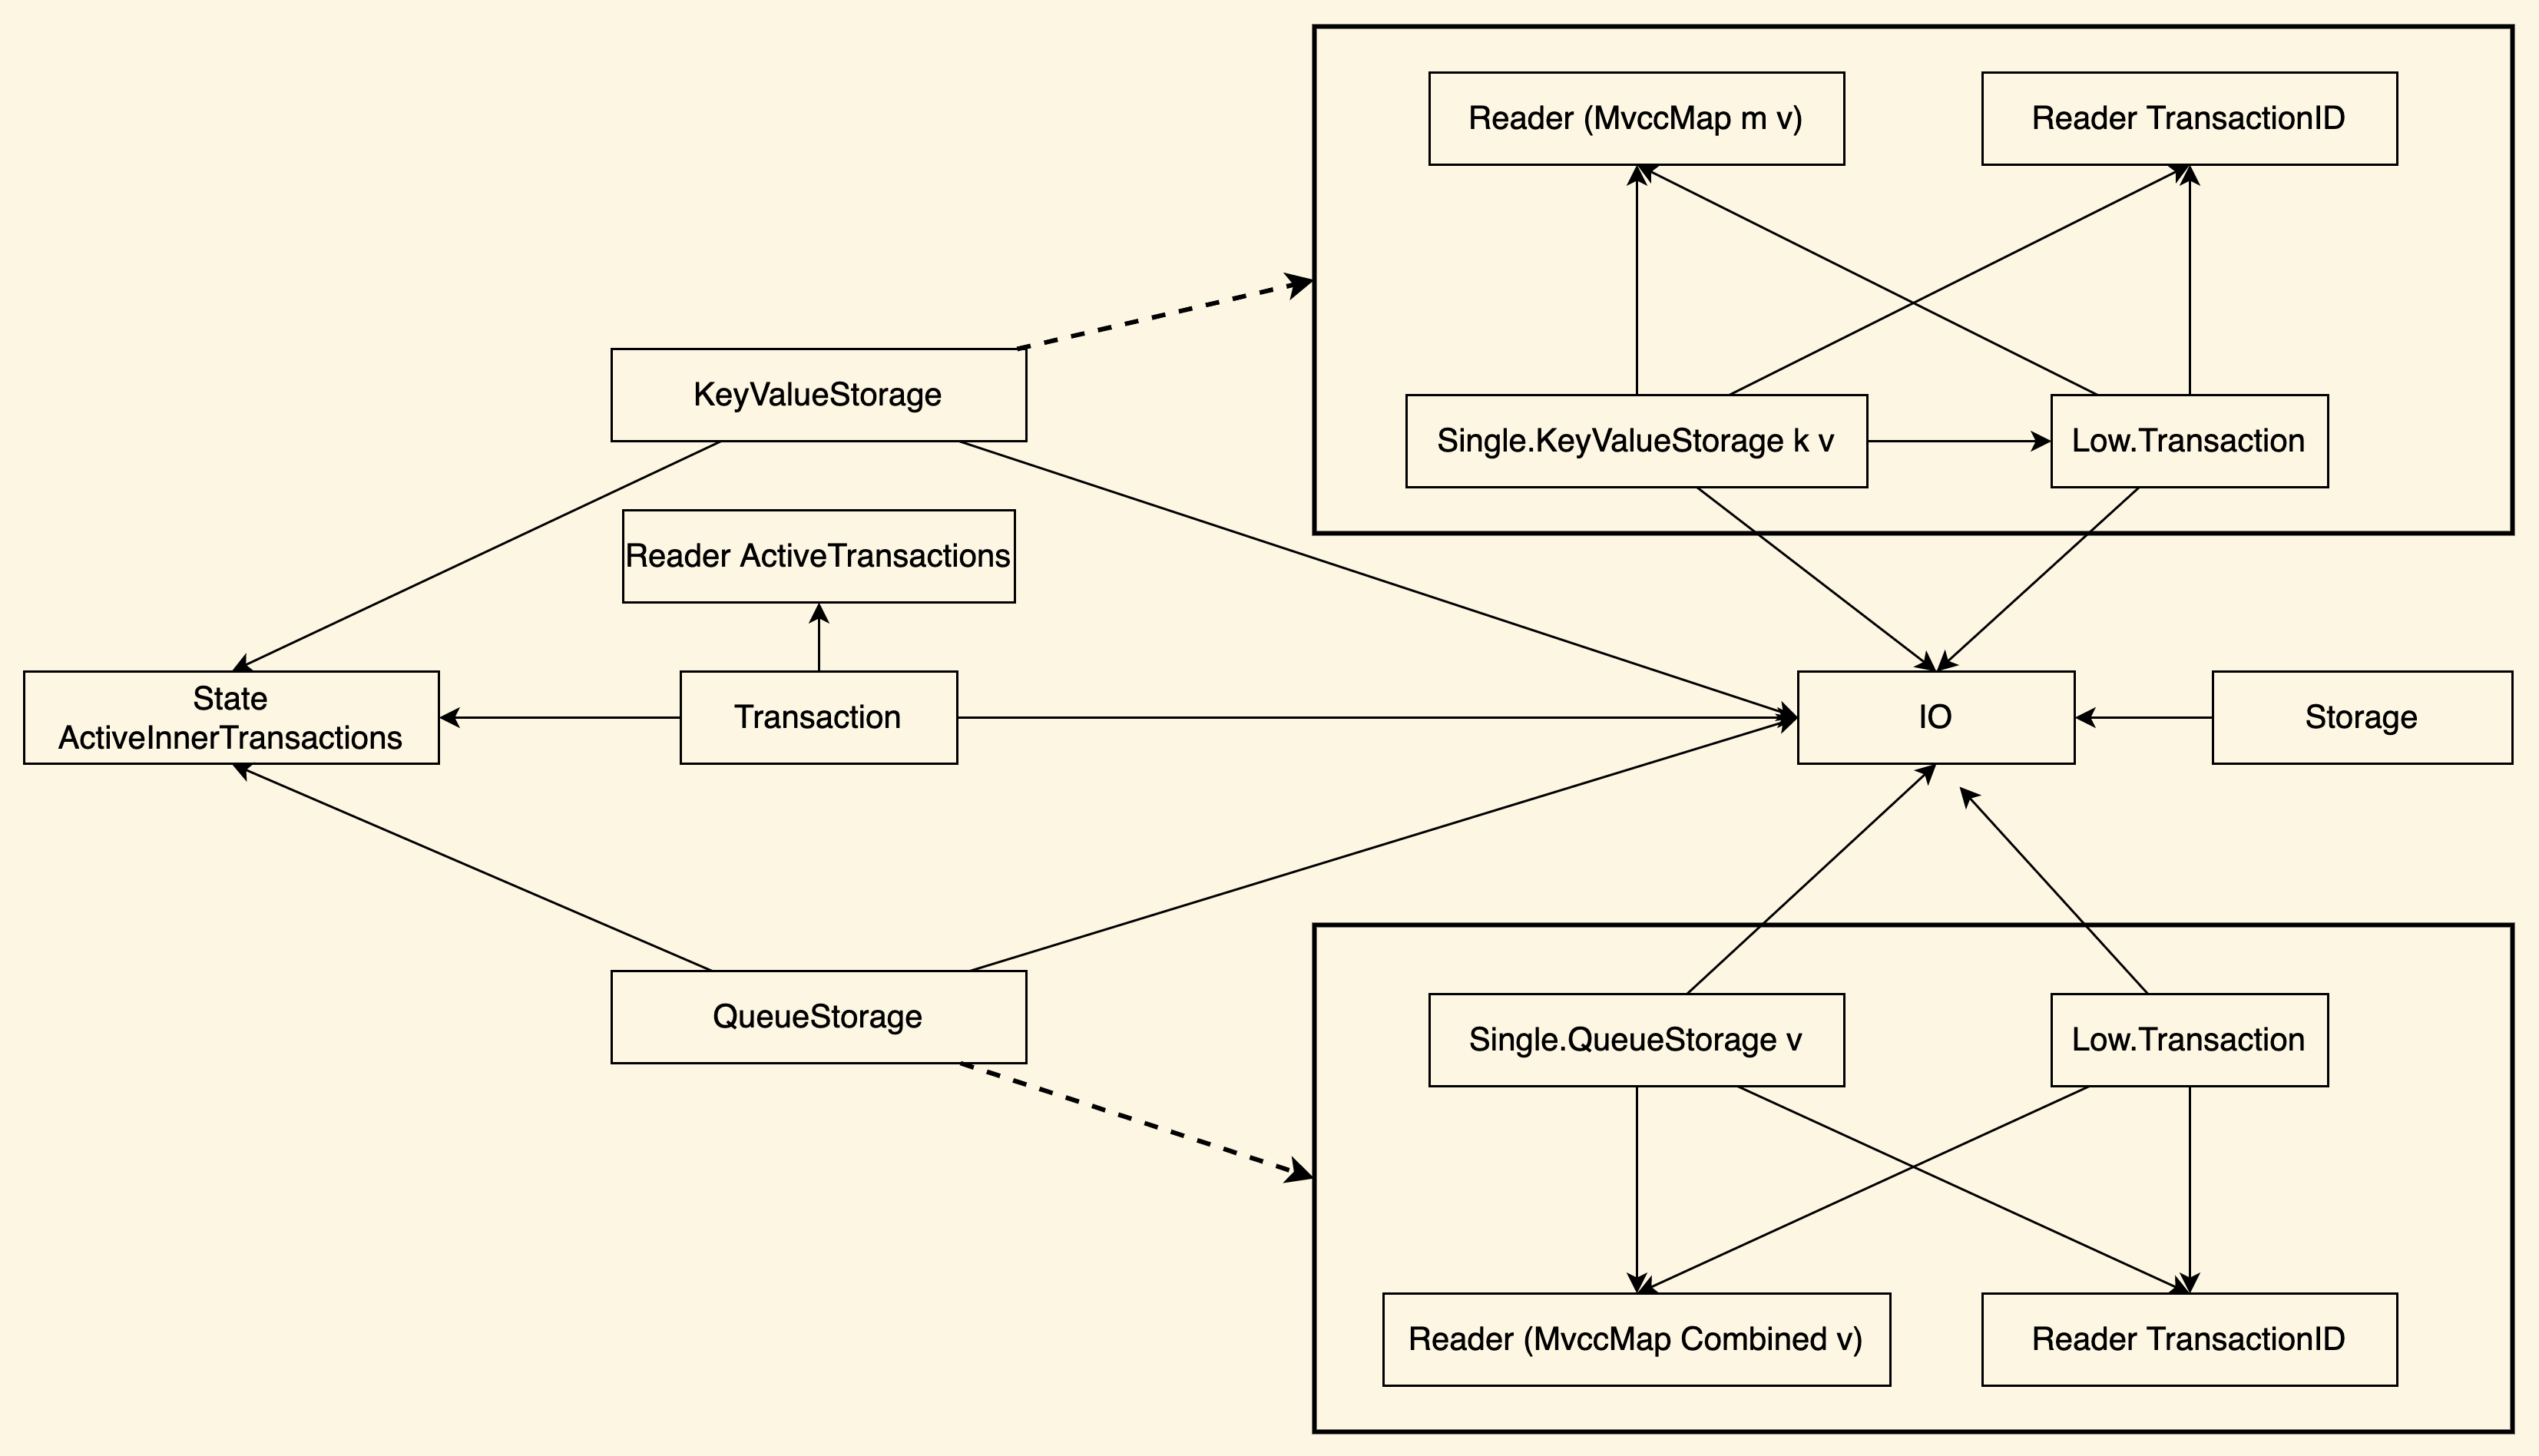 Reader (MvccMap m v)
Reader TransactionID
KeyValueStorage
Single.KeyValueStorage k v
Low.Transaction
Reader ActiveTransactions
State
ActiveInnerTransactions
Transaction
IO
Storage
QueueStorage
Single.QueueStorage v
Low.Transaction
Reader (MvccMap Combined v)
Reader TransactionID